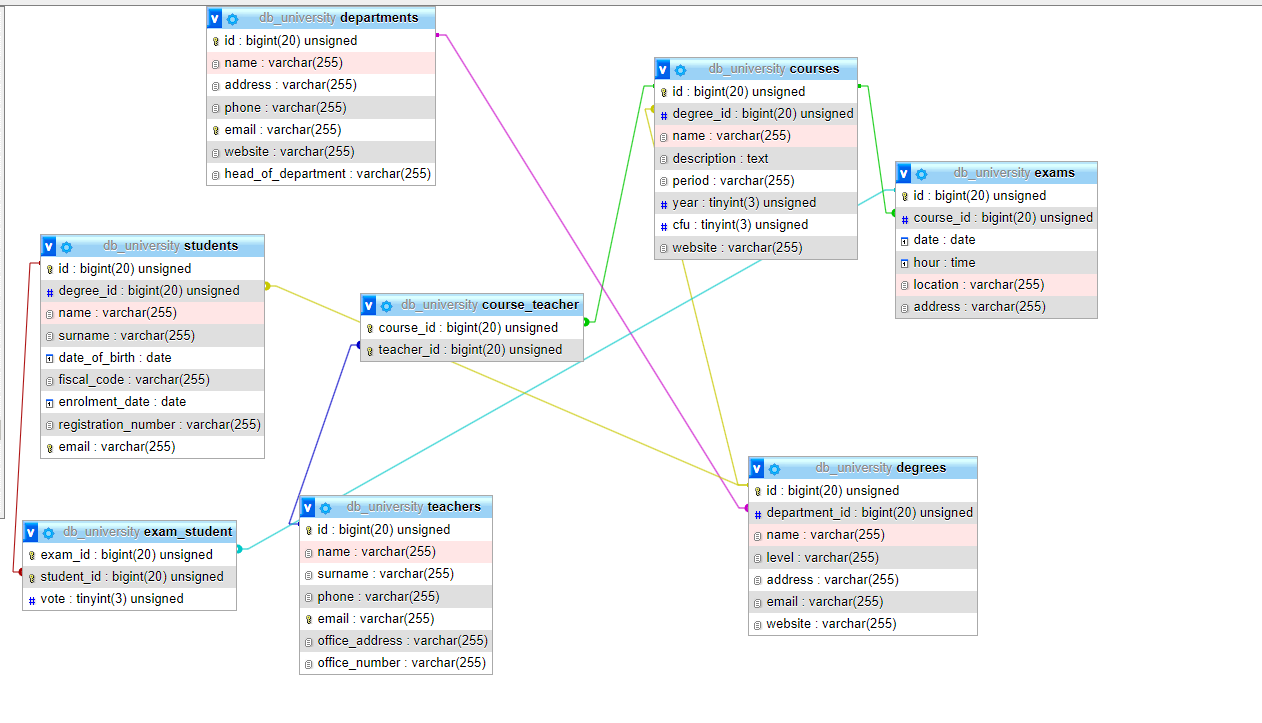 db_university departments
id : bigint(20) unsigned
name : varchar(255)
address : varchar(255)
phone : varchar(255)
email : varchar(255)
website : varchar(255)
head_of_department : varchar(255)
db_university courses
id : bigint(20) unsigned
degree_id : bigint(20) unsigned
name : varchar(255)
description : text
period : varchar(255)
year : tinyint(3) unsigned
cfu : tinyint(3) unsigned
website : varchar(255)
db_university exams
id : bigint(20) unsigned
course_id : bigint(20) unsigned
date : date
hour : time
location : varchar(255)
address : varchar(255)
db_university students
id : bigint(20) unsigned
degree_id : bigint(20) unsigned
name : varchar(255)
surname : varchar(255)
date_of_birth : date
fiscal_code : varchar(255)
enrolment_date : date
registration_number : varchar(255)
email : varchar(255)
db_university course_teacher
course_id : bigint(20) unsigned
teacher_id : bigint(20) unsigned
db_university degrees
id : bigint(20) unsigned
department_id : bigint(20) unsigned
name : varchar(255)
level : varchar(255)
address : varchar(255)
email : varchar(255)
website : varchar(255)
db_university teachers
id : bigint(20) unsigned
name : varchar(255)
surname : varchar(255)
phone : varchar(255)
email : varchar(255)
office_address : varchar(255)
office_number : varchar(255)
db_university exam_student
exam_id : bigint(20) unsigned
student_id : bigint(20) unsigned
vote : tinyint(3) unsigned